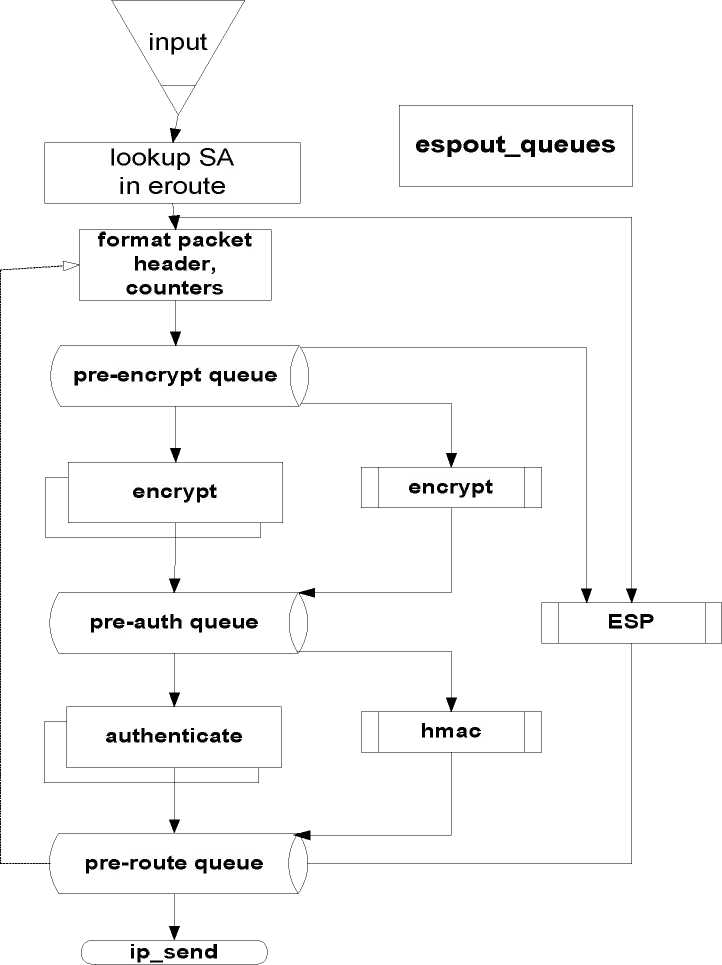 input
espout_queues
lookup SA
in eroute
format packet
header,
counters
pre-encrypt queue
encrypt
encrypt
pre-auth queue
ESP
authenticate
hmac
pre-route queue
ip_send